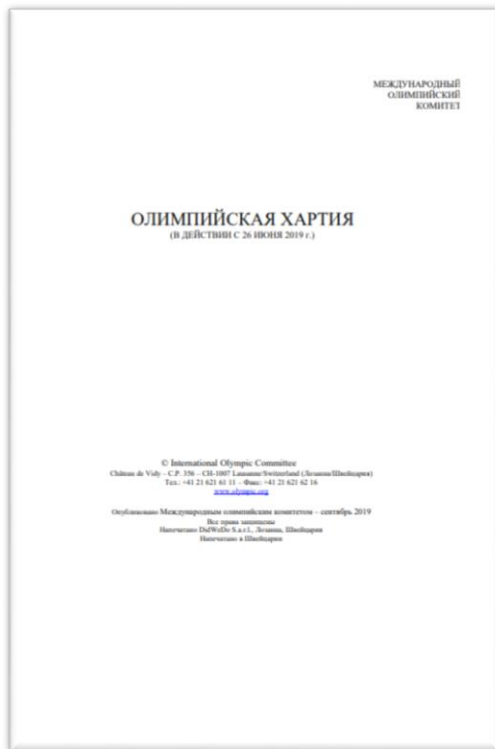 МЕЖДУНАРОДНЫЙ
ОЛИМПИЙСКИЙ
КОМИТЕТ
ОЛИМПИЙСКАЯ ХАРТИЯ
(В ДЕЙСТВИИ С 26 ИЮНЯ 2019 г.)
© International Olympic Committee
Château de Vidy – C.P. 356 – CH-1007 Lausanne/Switzerland (Лозанна/Швейцария)
Тел.: +41 21 621 61 11 – Факс: +41 21 621 62 16
www.olympic.org
Опубликовано Международным олимпийским комитетом – сентябрь 2019
Все права защищены
Напечатано DidWeDo S.a.r.l., Лозанна, Швейцария
Напечатано в Швейцарии